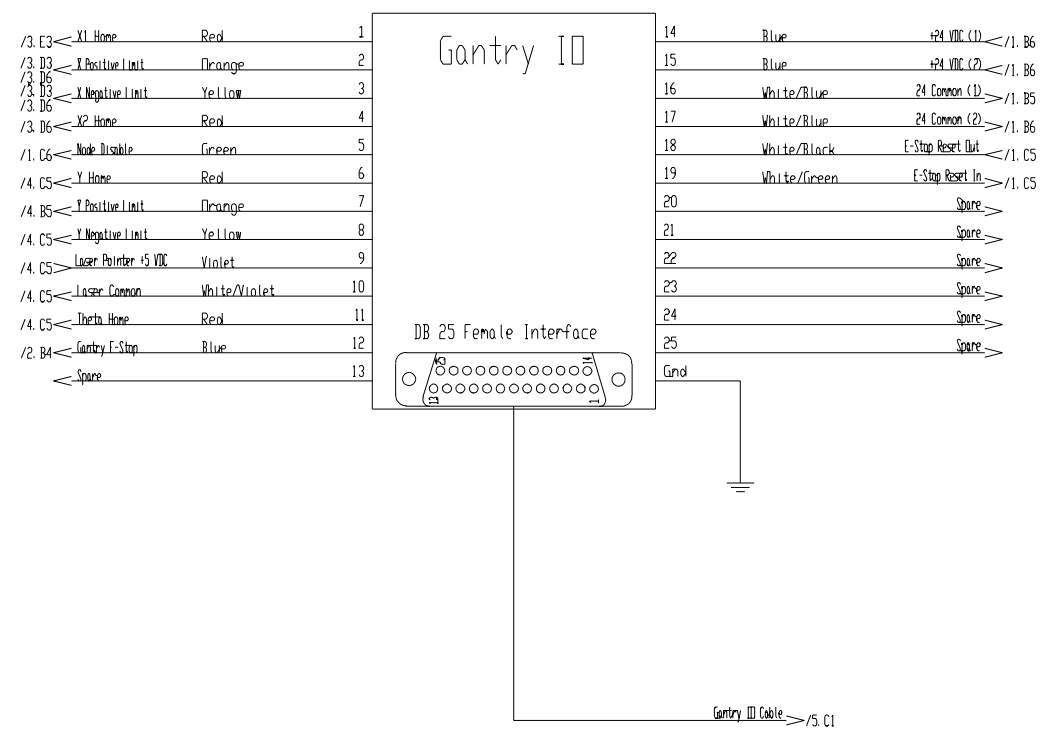 Gantry IO
/3. E3 X1 Home Red 1
/3. D3
/3. D6 X Positive limit Orange 2
/3. D3
/3. D6 X Negative limit Yellow 3
/3. D6 X2 Home Red 4
/1. C6 Node Disable Green 5
/4. C5 Y Home Red 6
/4. B5 Y Positive limit Orange 7
/4. C5 Y Negative limit Yellow 8
/4. C5 Laser Pointer +5 VDC Violet 9
/4. C5 Laser Common White/Violet 10
/4. C5 Theta Home Red 11
/2. B4 Gantry E-Stop Blue 12
Spare 13
14 Blue +24 VDC (1) /1. B6
15 Blue +24 VDC (2) /1. B6
16 White/Blue 24 Common (1) /1. B5
17 White/Blue 24 Common (2) /1. B6
18 White/Black E-Stop Reset Out /1. C5
19 White/Green E-Stop Reset In /1. C5
20 Spare
21 Spare
22 Spare
23 Spare
24 Spare
25 Spare
Gnd
DB 25 Female Interface
25 14
13 1
Gantry IO Cable /5. C1